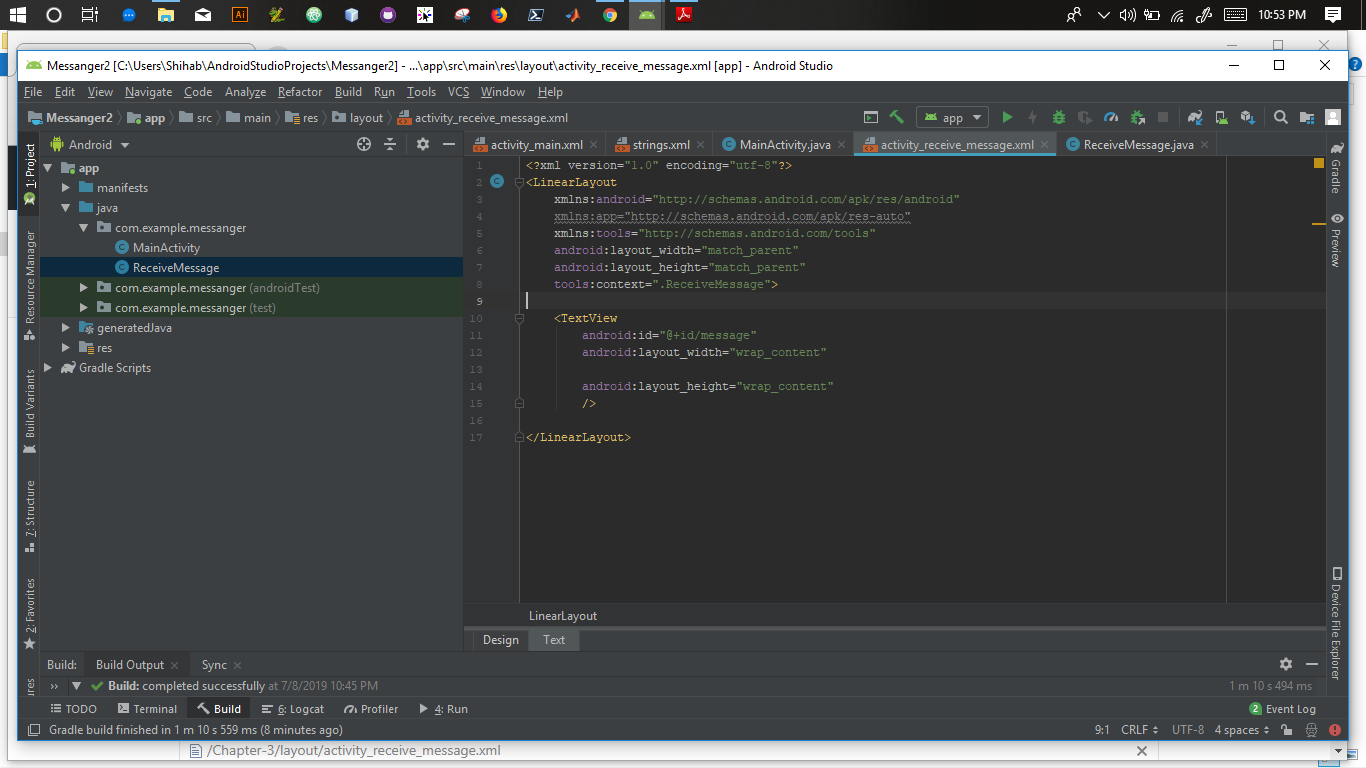 Ai
10:53 PM
Messanger2 [C:\Users\Shihab\AndroidStudioProjects\Messanger2] - ...\app\src\main\res\layout\activity_receive_message.xml [app] - Android Studio
File Edit View Navigate Code Analyze Refactor Build Run Tools VCS Window Help
Messanger2 app src main res layout activity_receive_message.xml
app
1: Project
Resource Manager
Build Variants
7: Structure
2: Favorites
Android
app
manifests
java
com.example.messanger
MainActivity
ReceiveMessage
com.example.messanger (androidTest)
com.example.messanger (test)
generatedJava
res
Gradle Scripts
activity_main.xml strings.xml MainActivity.java activity_receive_message.xml ReceiveMessage.java
1 <?xml version="1.0" encoding="utf-8"?>
2 <LinearLayout
3 xmlns:android="http://schemas.android.com/apk/res/android"
4 xmlns:app="http://schemas.android.com/apk/res-auto"
5 xmlns:tools="http://schemas.android.com/tools"
6 android:layout_width="match_parent"
7 android:layout_height="match_parent"
8 tools:context=".ReceiveMessage">
9
10 <TextView
11 android:id="@+id/message"
12 android:layout_width="wrap_content"
13
14 android:layout_height="wrap_content"
15 />
16
17 </LinearLayout>
Gradle
Preview
Device File Explorer
LinearLayout
Design Text
Build: Build Output Sync
Build: completed successfully at 7/8/2019 10:45 PM
1 m 10 s 494 ms
TODO Terminal Build 6: Logcat Profiler 4: Run
2 Event Log
Gradle build finished in 1 m 10 s 559 ms (8 minutes ago)
9:1 CRLF UTF-8 4 spaces
/Chapter-3/layout/activity_receive_message.xml